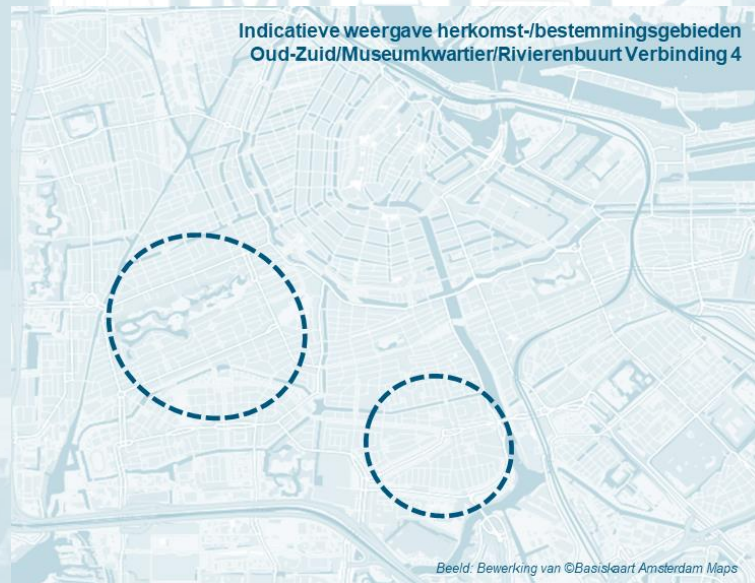 Indicatieve weergave herkomst-/bestemmingsgebieden
Oud-Zuid/Museumkwartier/Rivierenbuurt Verbinding 4
Beeld: Bewerking van ©Basiskaart Amsterdam Maps